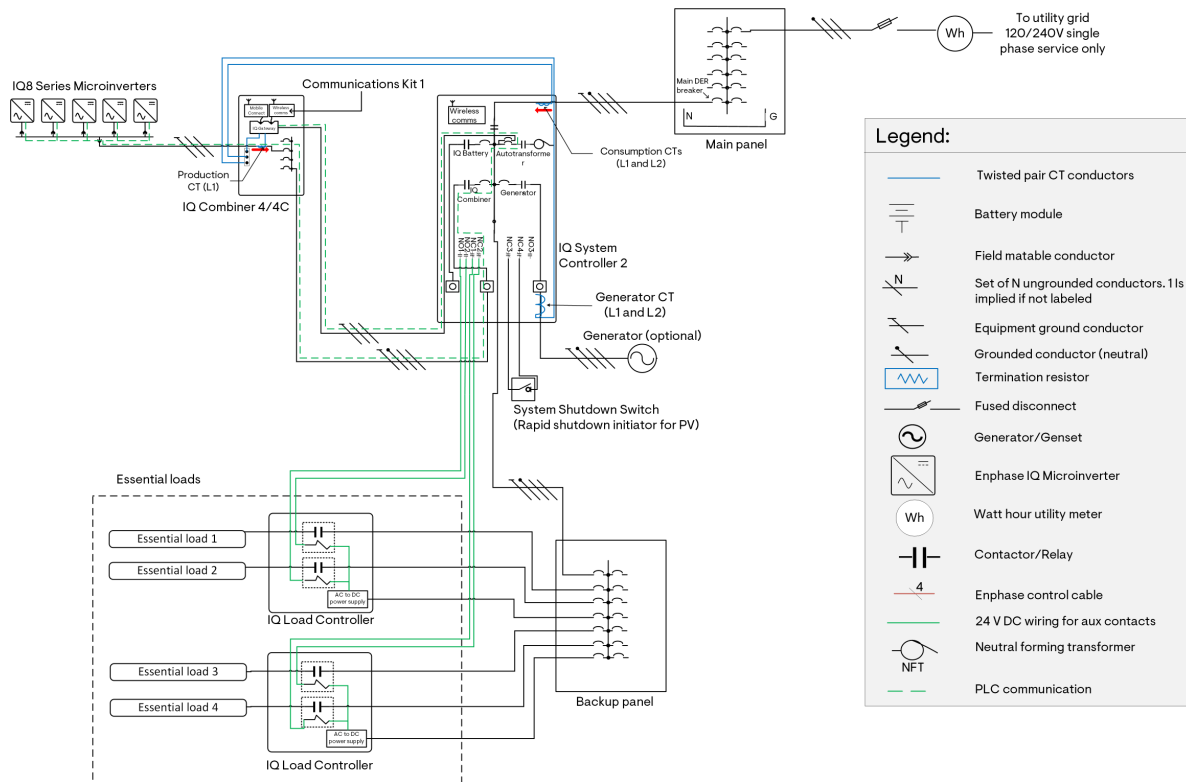 To utility grid
120/240V single
phase service only
Wh
Main DER
breaker
N
G
Main panel
IQ8 Series Microinverters
Communications Kit 1
Mobile
Connect
Wireless
comms
IQ Gateway
Production
CT (L1)
IQ Combiner 4/4C
Wireless
comms
IQ Battery
Autotransforme
r
IQ
Combiner
Generator
Consumption CTs
(L1 and L2)
NO1
NO2
NC1
NC2
NC3
NC4
NO3
IQ System
Controller 2
Generator CT
(L1 and L2)
Generator (optional)
System Shutdown Switch
(Rapid shutdown initiator for PV)
Essential loads
Essential load 1
Essential load 2
AC to DC
power supply
IQ Load Controller
Essential load 3
Essential load 4
AC to DC
power supply
IQ Load Controller
Backup panel
Legend:
Twisted pair CT conductors
Battery module
Field matable conductor
N
Set of N ungrounded conductors. 1 Is
implied if not labeled
Equipment ground conductor
Grounded conductor (neutral)
Termination resistor
Fused disconnect
Generator/Genset
Enphase IQ Microinverter
Wh
Watt hour utility meter
Contactor/Relay
4
Enphase control cable
24 V DC wiring for aux contacts
Neutral forming transformer
NFT
PLC communication